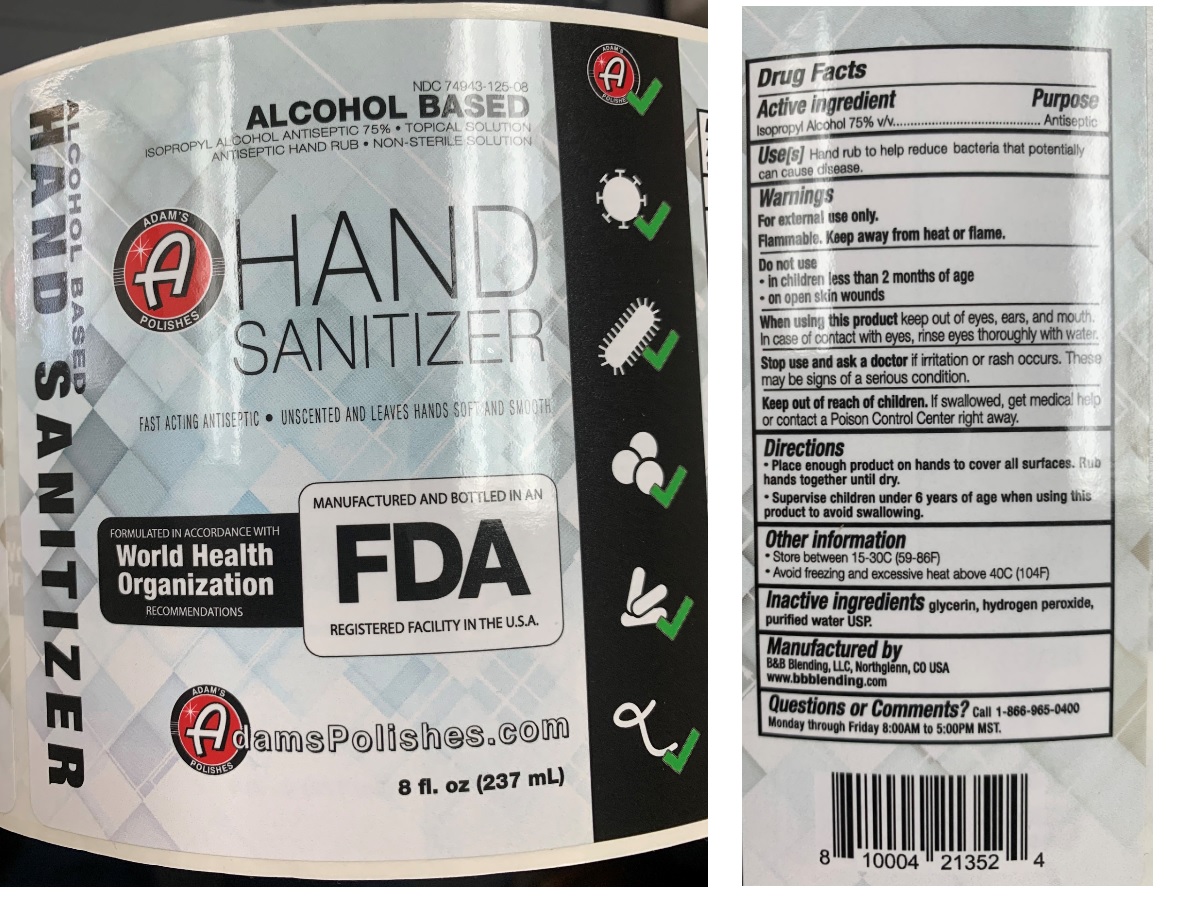 ALCOHOL BASED
HAND SANITIZER
NDC 74943-125-08
ALCOHOL BASED
ISOPROPYL ALCOHOL ANTISEPTIC 75% • TOPICAL SOLUTION
ANTISEPTIC HAND RUB • NON-STERILE SOLUTION
ADAM'S
A
POLISHES
HAND
SANITIZER
FAST ACTING ANTISEPTIC • UNSCENTED AND LEAVES HANDS SOFT AND SMOOTH
FORMULATED IN ACCORDANCE WITH
World Health
Organization
RECOMMENDATIONS
MANUFACTURED AND BOTTLED IN AN
FDA
REGISTERED FACILITY IN THE U.S.A.
ADAM'S
AdamsPolishes.com
POLISHES
8 fl. oz (237 mL)
ADAM'S
A
POLISHES
Drug Facts
Active ingredient Purpose
Isopropyl Alcohol 75% v/v............................................ Antiseptic
Use[s] Hand rub to help reduce bacteria that potentially
can cause disease.
Warnings
For external use only.
Flammable. Keep away from heat or flame.
Do not use
• in children less than 2 months of age
• on open skin wounds
When using this product keep out of eyes, ears, and mouth.
In case of contact with eyes, rinse eyes thoroughly with water.
Stop use and ask a doctor if irritation or rash occurs. These
may be signs of a serious condition.
Keep out of reach of children. If swallowed, get medical help
or contact a Poison Control Center right away.
Directions
• Place enough product on hands to cover all surfaces. Rub
hands together until dry.
• Supervise children under 6 years of age when using this
product to avoid swallowing.
Other information
• Store between 15-30C (59-86F)
• Avoid freezing and excessive heat above 40C (104F)
Inactive ingredients glycerin, hydrogen peroxide,
purified water USP.
Manufactured by
B&B Blending, LLC, Northglenn, CO USA
www.bbblending.com
Questions or Comments? Call 1-866-965-0400
Monday through Friday 8:00AM to 5:00PM MST.
8 10004 21352 4